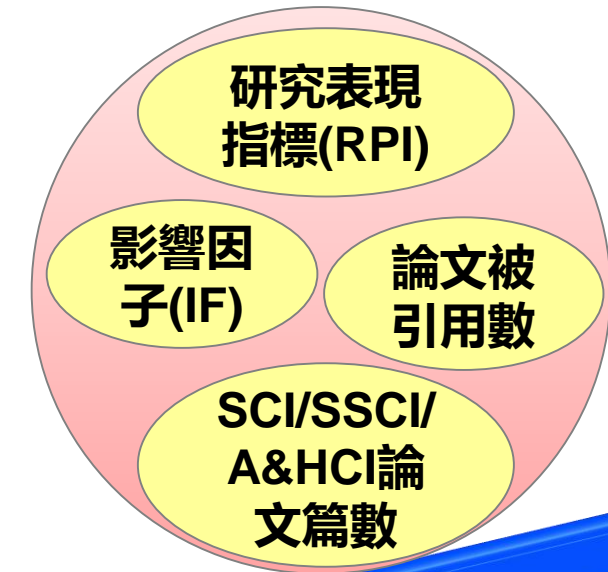 研究表現
指標(RPI)
影響因
子(IF)
論文被
引用數
SCI/SSCI/
A&HCI論
文篇數